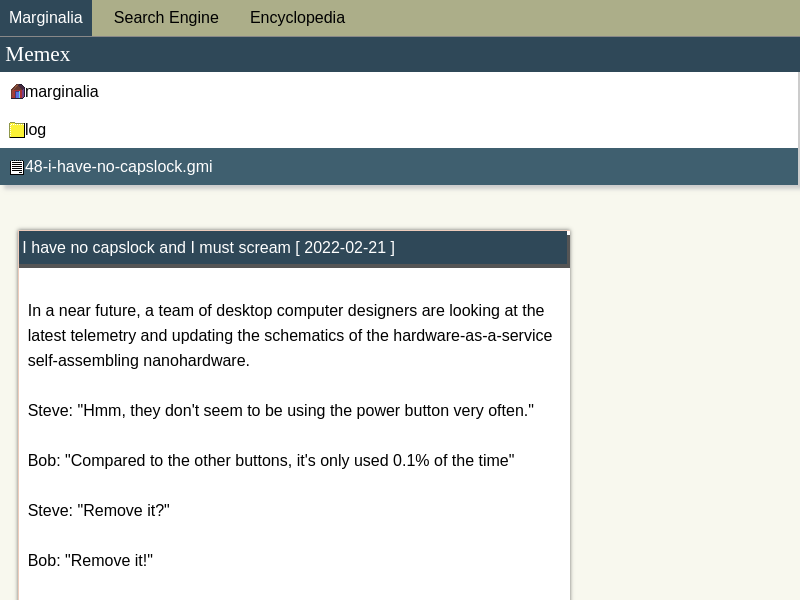 Marginalia Search Engine Encyclopedia
Memex
marginalia
log
48-i-have-no-capslock.gmi
I have no capslock and I must scream [ 2022-02-21 ]
In a near future, a team of desktop computer designers are looking at the
latest telemetry and updating the schematics of the hardware-as-a-service
self-assembling nanohardware.
Steve: "Hmm, they don't seem to be using the power button very often."
Bob: "Compared to the other buttons, it's only used 0.1% of the time"
Steve: "Remove it?"
Bob: "Remove it!"